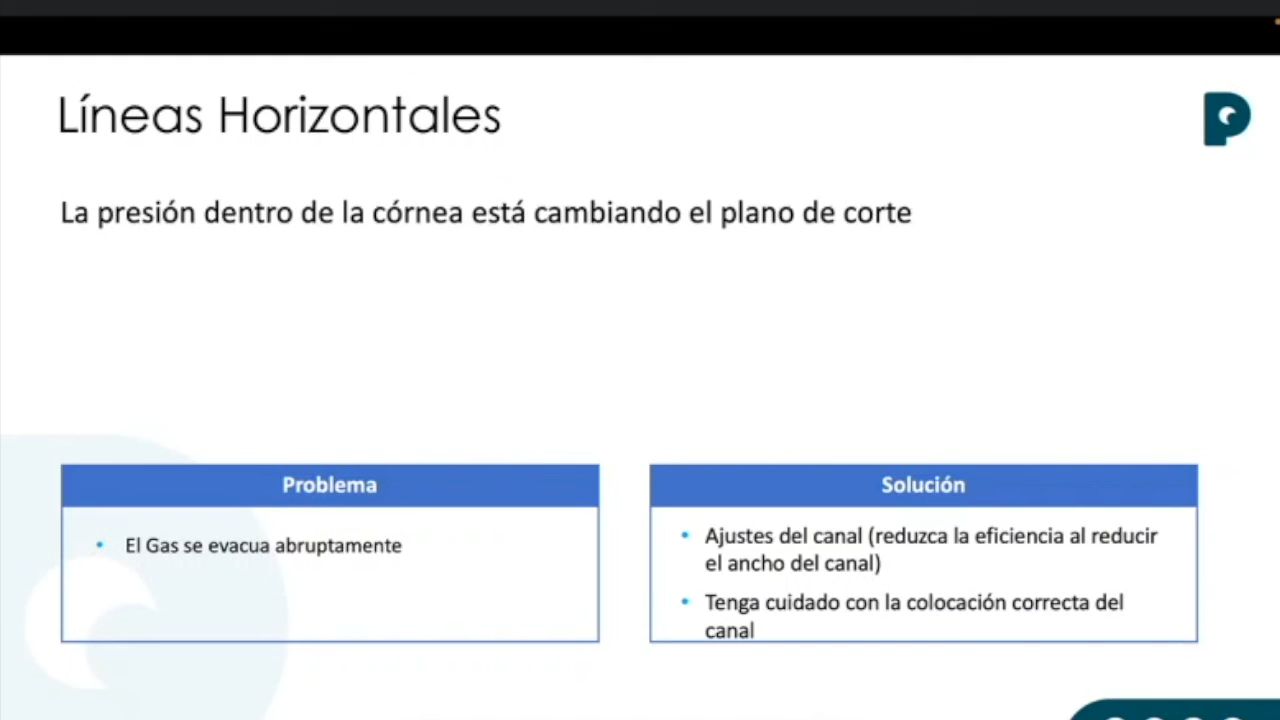 Líneas Horizontales
La presión dentro de la córnea está cambiando el plano de corte
Problema
• El Gas se evacua abruptamente
Solución
• Ajustes del canal (reduzca la eficiencia al reducir
el ancho del canal)
• Tenga cuidado con la colocación correcta del
canal